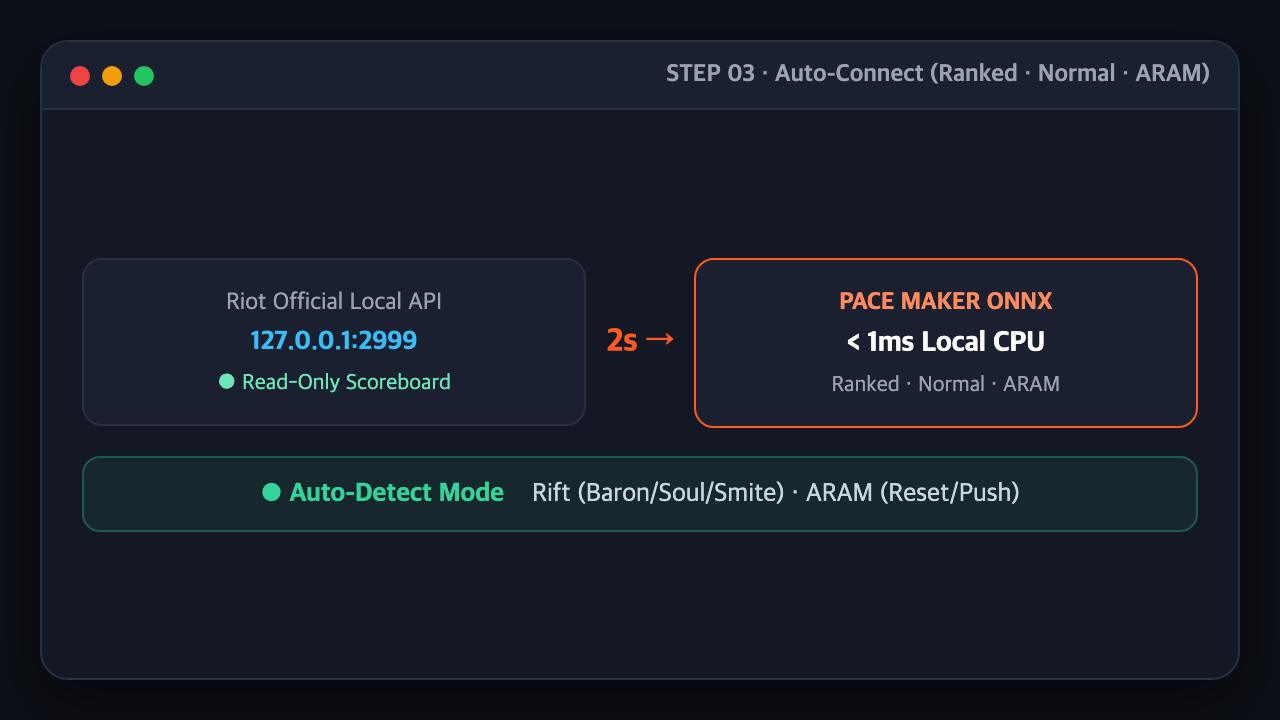 STEP 03 · Auto-Connect (Ranked · Normal · ARAM)
Riot Official Local API
127.0.0.1:2999
● Read-Only Scoreboard
2s →
PACE MAKER ONNX
< 1ms Local CPU
Ranked · Normal · ARAM
● Auto-Detect Mode Rift (Baron/Soul/Smite) · ARAM (Reset/Push)